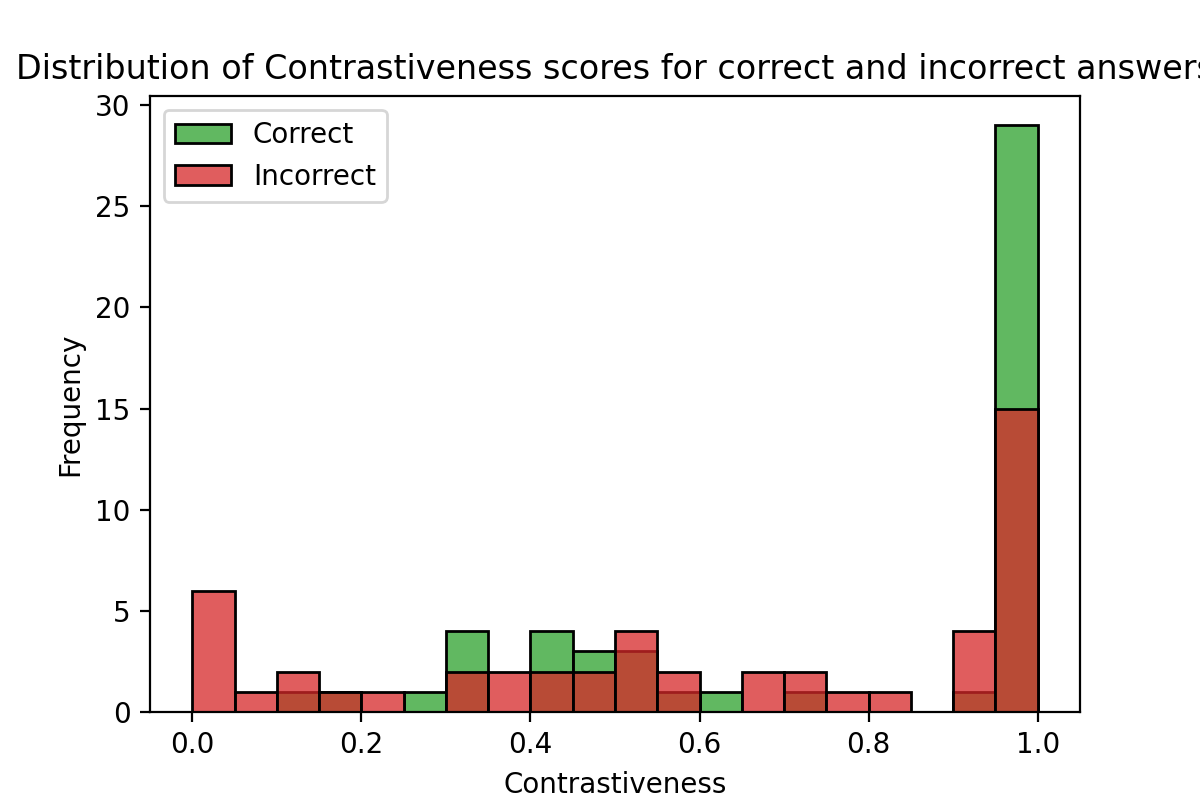 Distribution of Contrastiveness scores for correct and incorrect answers
Correct
Incorrect
30
25
20
15
10
5
0
Frequency
0.0 0.2 0.4 0.6 0.8 1.0
Contrastiveness